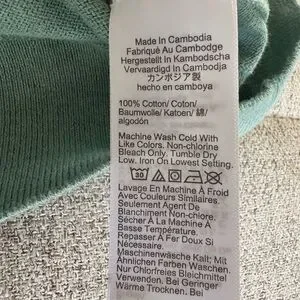 Made In Cambodia
Fabriqué Au Cambodge
Hergestellt In Kambodscha
Vervaardigd In Cambodja
カンボジア製
hecho en camboya
100% Cotton/ Coton/
Baumwolle/ Katoen/ 綿/
algodón
Machine Wash Cold With
Like Colors. Non-chlorine
Bleach Only. Tumble Dry
Low. Iron On Lowest Setting.
30
Lavage En Machine À Froid
Avec Couleurs Similaires.
Seulement Agent De
Blanchiment Non-chlore.
Sécher À La Machine À
Basse Température.
Repasser À Fer Doux Si
Nécessaire.
Maschinenwäsche Kalt; Mit
Ähnlichen Farben Waschen.
Nur Chlorfreies Bleichmittel
Verwenden. Bei Geringer
Wärme Trocknen. Bei